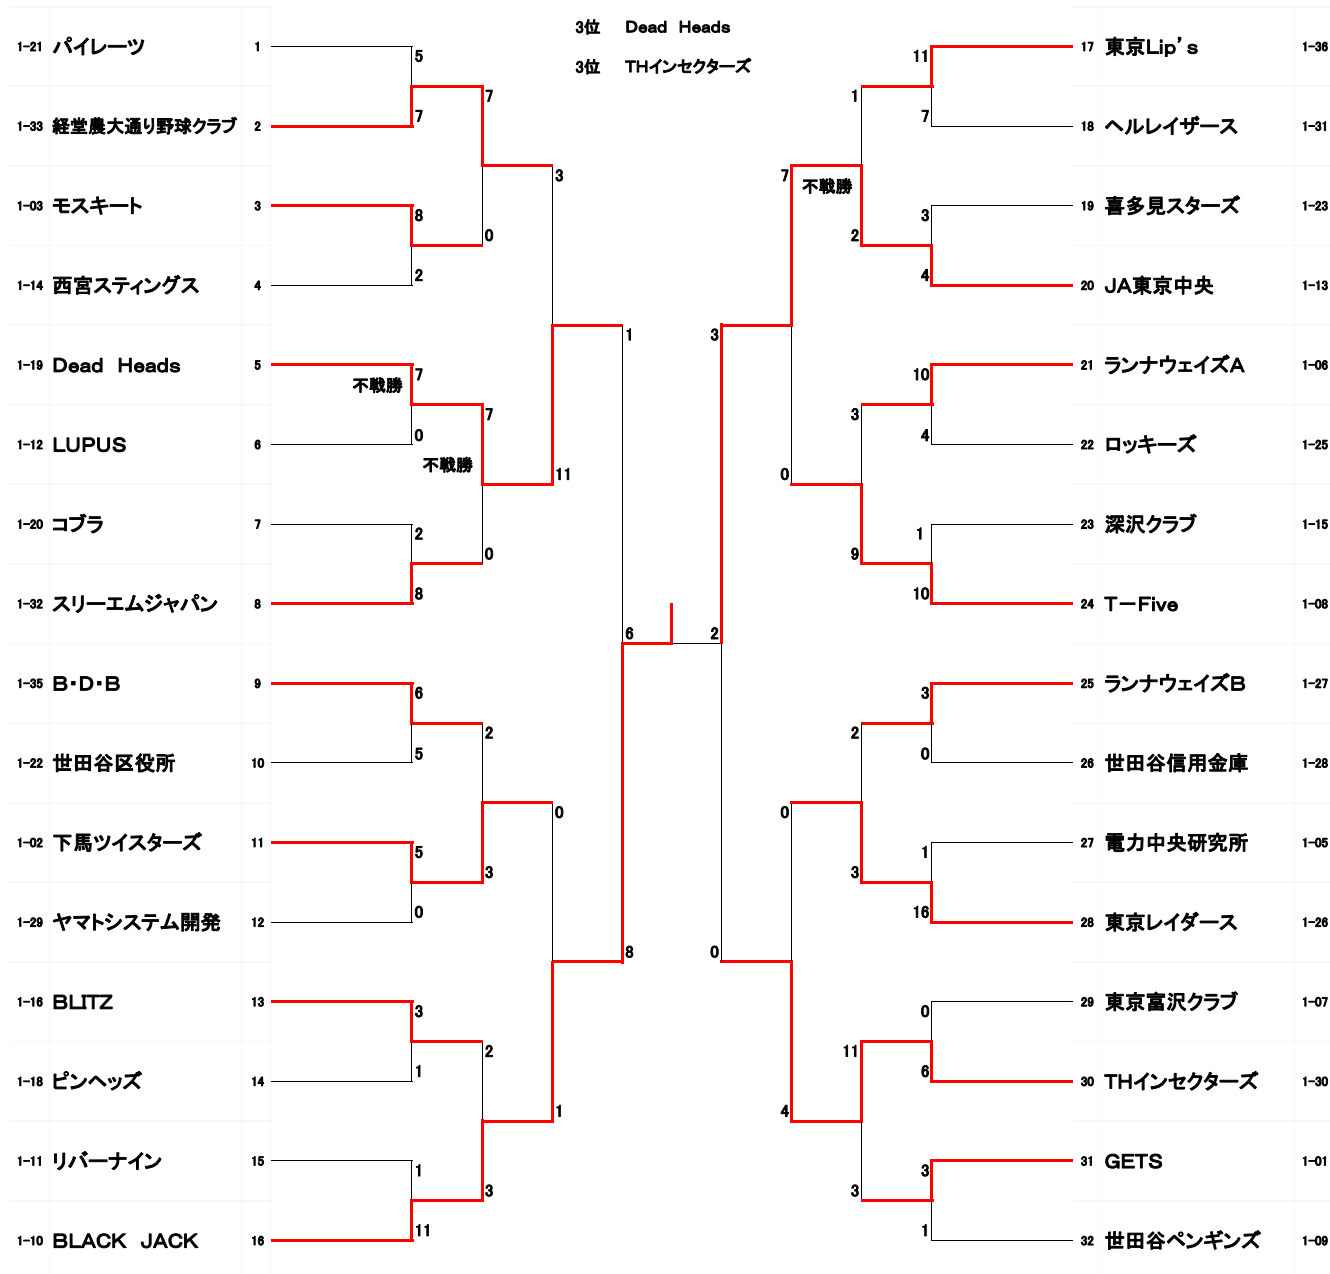 3位 Dead Heads
3位 THインセクターズ
1-21 パイレーツ 1
1-33 経堂農大通り野球クラブ 2
1-03 モスキート 3
1-14 西宮スティングス 4
1-19 Dead Heads 5
1-12 LUPUS 6
1-20 コブラ 7
1-32 スリーエムジャパン 8
1-35 B・D・B 9
1-22 世田谷区役所 10
1-02 下馬ツイスターズ 11
1-29 ヤマトシステム開発 12
1-16 BLITZ 13
1-18 ピンヘッズ 14
1-11 リバーナイン 15
1-10 BLACK JACK 16
5
7
8
2
不戦勝 7
0
2
8
6
5
5
0
3
1
1
11
7
0
不戦勝 7
0
2
3
2
3
3
11
0
1
1
8
6
2
3
0
7
0
0
4
不戦勝
1
2
3
9
2
3
11
3
11
7
3
4
10
4
1
10
3
0
1
16
0
6
3
1
17 東京Lip's 1-36
18 ヘルレイザース 1-31
19 喜多見スターズ 1-23
20 JA東京中央 1-13
21 ランナウェイズA 1-06
22 ロッキーズ 1-25
23 深沢クラブ 1-15
24 T－Five 1-08
25 ランナウェイズB 1-27
26 世田谷信用金庫 1-28
27 電力中央研究所 1-05
28 東京レイダース 1-26
29 東京富沢クラブ 1-07
30 THインセクターズ 1-30
31 GETS 1-01
32 世田谷ペンギンズ 1-09